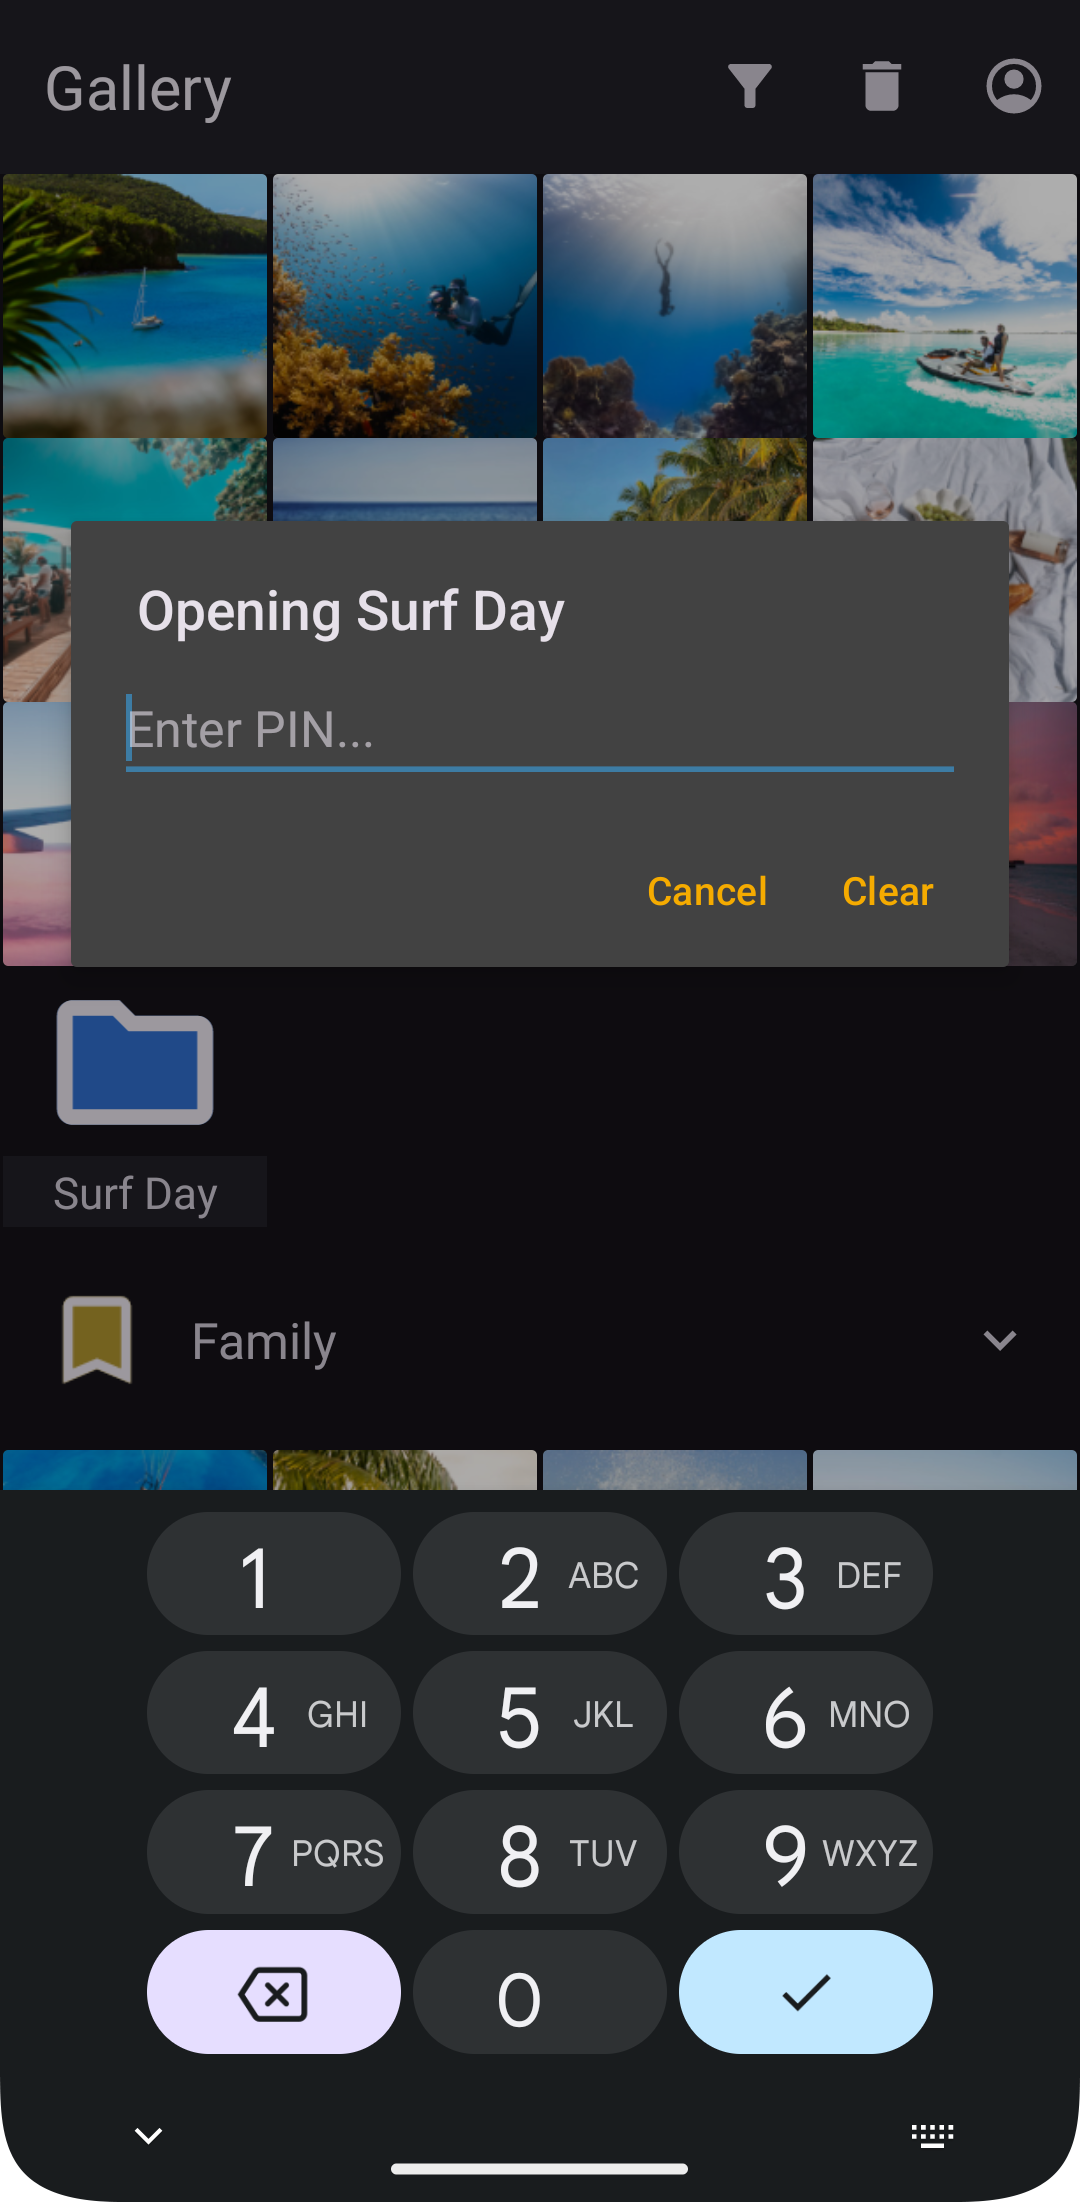 Gallery
Opening Surf Day
Enter PIN...
Cancel Clear
Surf Day
Family
1 2 ABC 3 DEF
4 GHI 5 JKL 6 MNO
7 PQRS 8 TUV 9 WXYZ
0